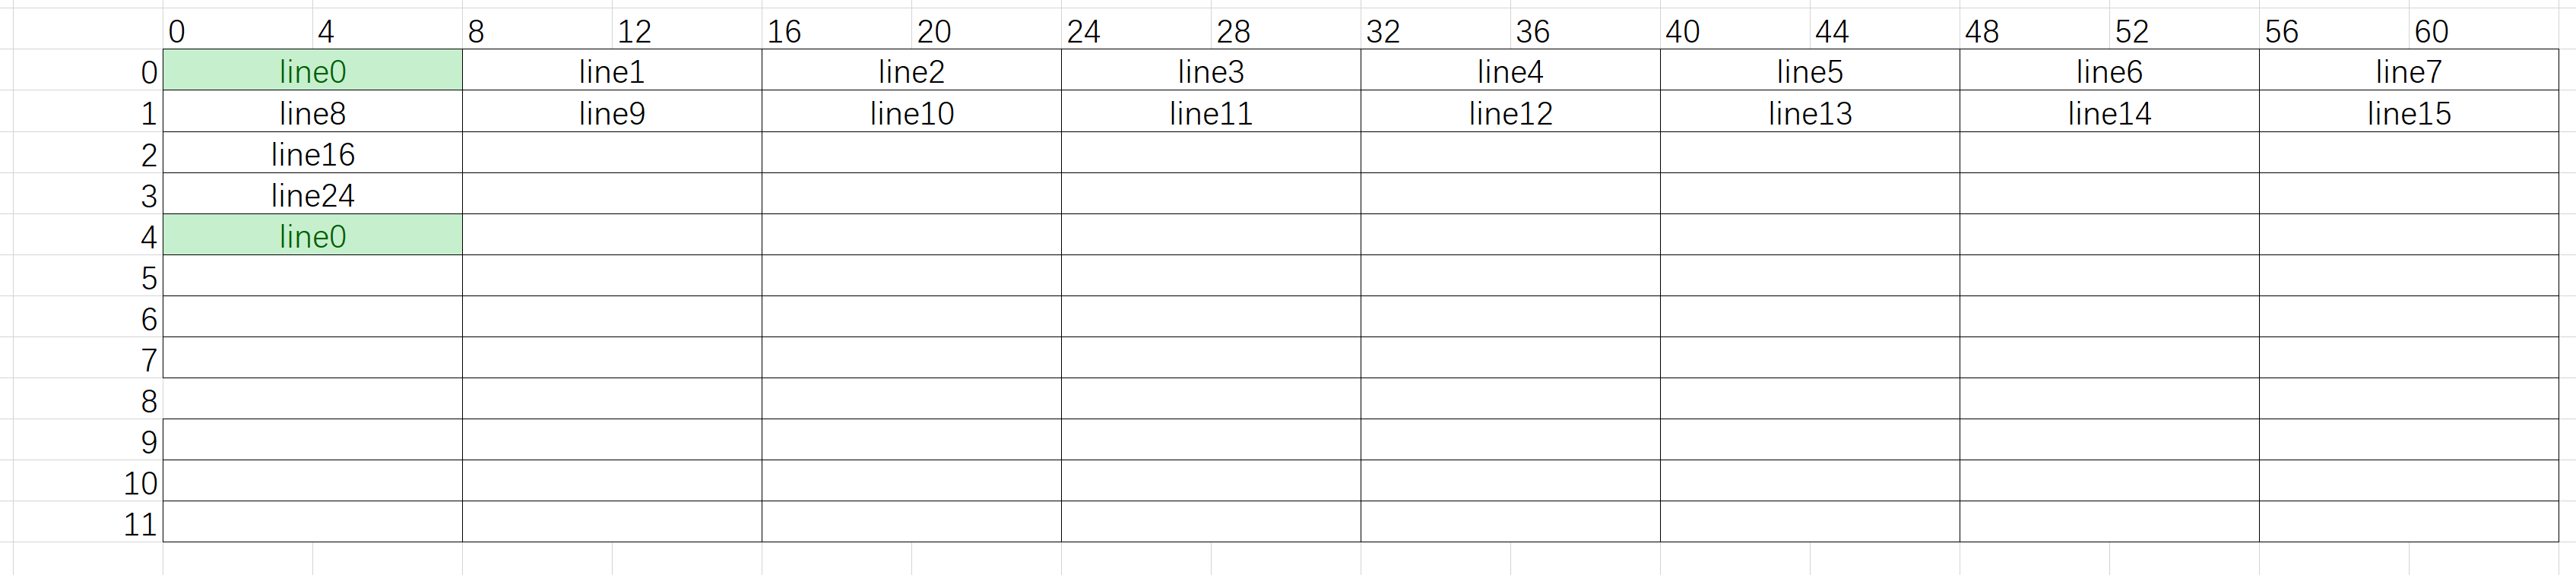 0 4 8 12 16 20 24 28 32 36 40 44 48 52 56 60
0 line0 line1 line2 line3 line4 line5 line6 line7
1 line8 line9 line10 line11 line12 line13 line14 line15
2 line16
3 line24
4 line0
5
6
7
8
9
10
11